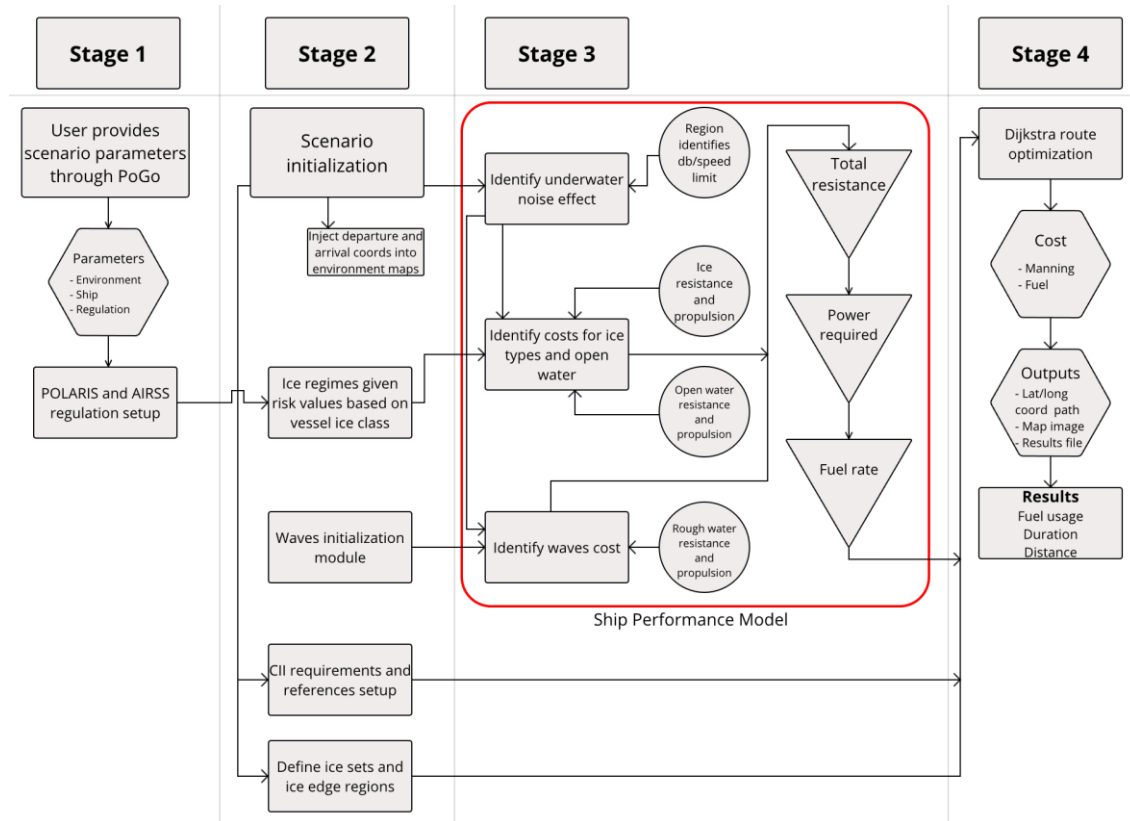 Stage 1
Stage 2
Stage 3
Stage 4
User provides
scenario parameters
through PoGo
Parameters
- Environment
- Ship
- Regulation
POLARIS and AIRSS
regulation setup
Scenario
initialization
Inject departure and
arrival coords into
environment maps
Ice regimes given
risk values based on
vessel ice class
Waves initialization
module
CII requirements and
references setup
Define ice sets and
ice edge regions
Identify underwater
noise effect
Region
identifies
db/speed
limit
Ice
resistance
and
propulsion
Identify costs for ice
types and open
water
Open water
resistance
and
propulsion
Identify waves cost
Rough water
resistance
and
propulsion
Total
resistance
Power
required
Fuel rate
Ship Performance Model
Dijkstra route
optimization
Cost
- Manning
- Fuel
Outputs
- Lat/long
coord path
- Map image
- Results file
Results
Fuel usage
Duration
Distance